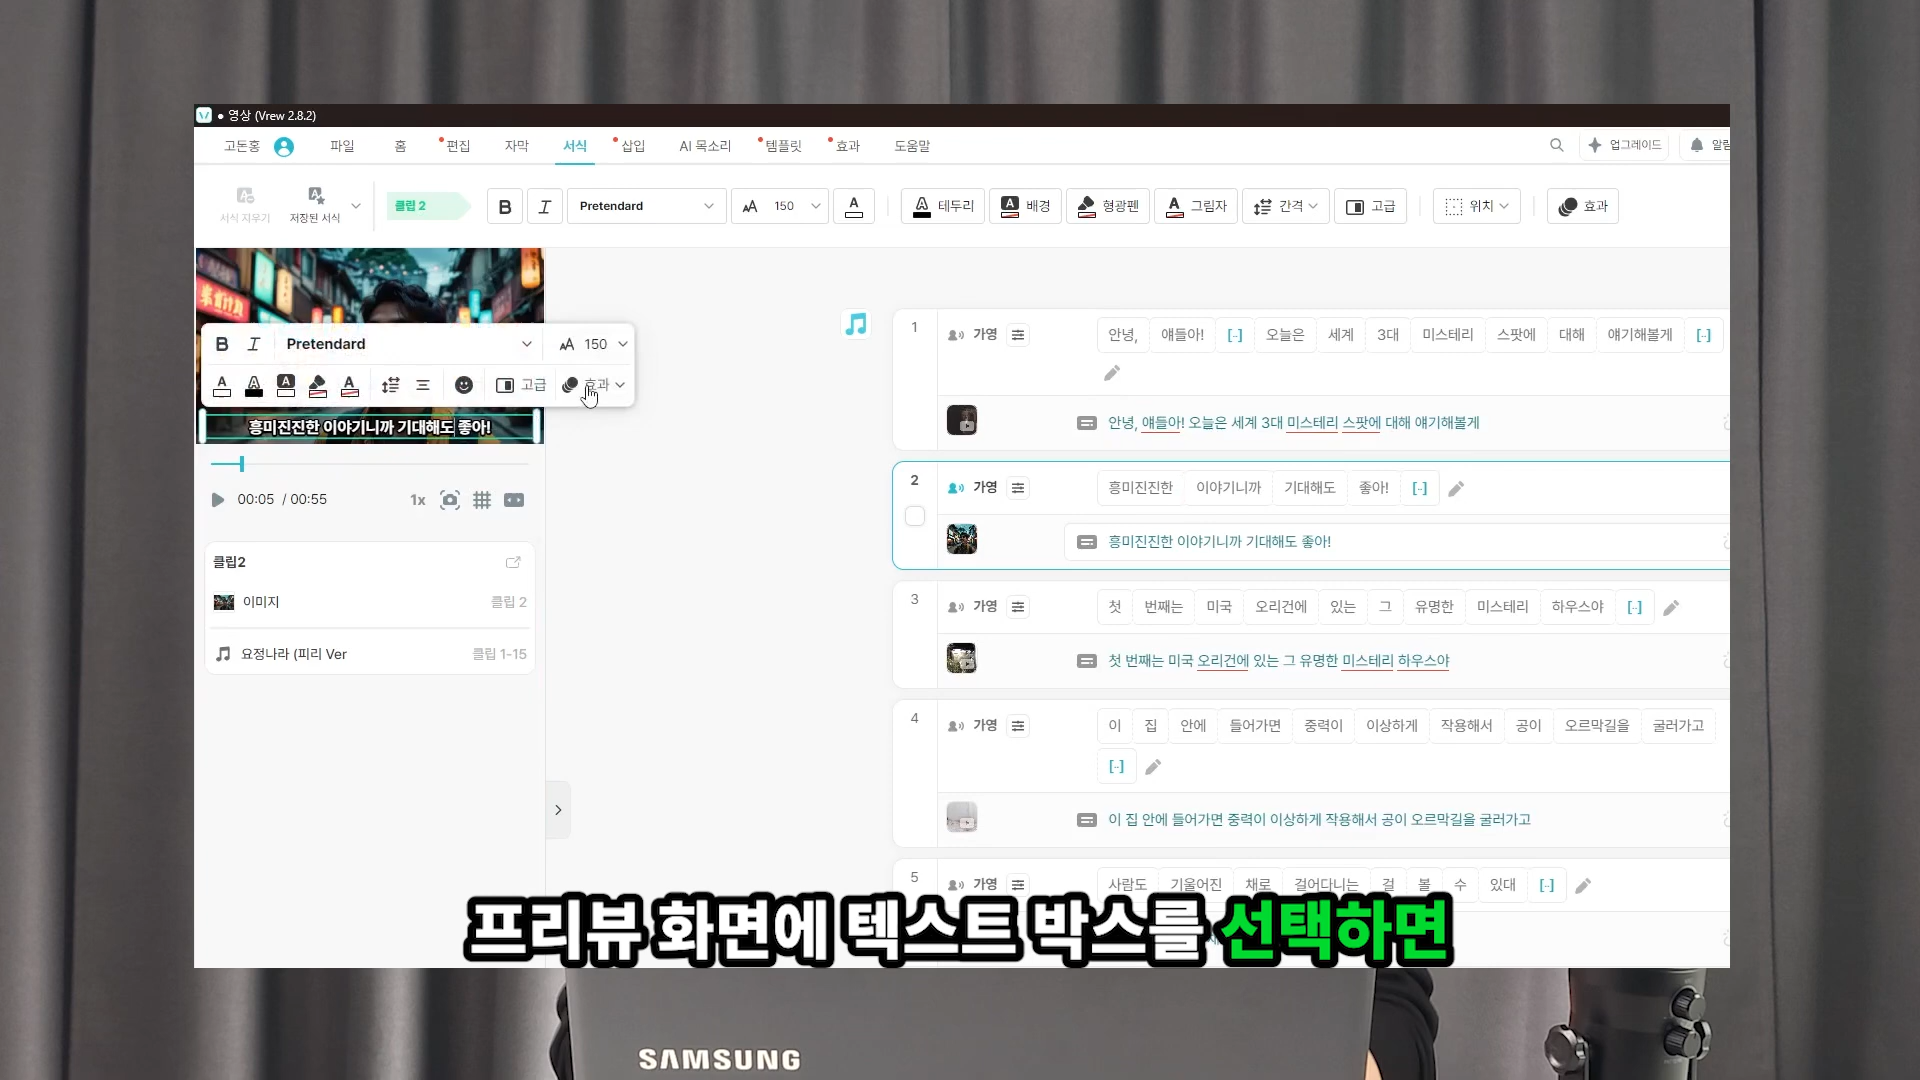 ● 영상 (Vrew 2.8.2)
고돈홍 파일 홈 편집 자막 서식 삽입 AI 목소리 템플릿 효과 도움말 업그레이드
서식 지우기 저장된 서식 클립 2 B I Pretendard 150 테두리 배경 형광펜 그림자 간격 고급 위치 효과
B I Pretendard 150
고급 효과
흥미진진한 이야기니까 기대해도 좋아!
00:05 / 00:55 1x
클립2
이미지 클립 2
요정나라 (피리 Ver 클립 1-15
1 가영 안녕, 얘들아! [··] 오늘은 세계 3대 미스테리 스팟에 대해 얘기해볼게 [··]
안녕, 얘들아! 오늘은 세계 3대 미스테리 스팟에 대해 얘기해볼게
2 가영 흥미진진한 이야기니까 기대해도 좋아! [··]
흥미진진한 이야기니까 기대해도 좋아!
3 가영 첫 번째는 미국 오리건에 있는 그 유명한 미스테리 하우스야 [··]
첫 번째는 미국 오리건에 있는 그 유명한 미스테리 하우스야
4 가영 이 집 안에 들어가면 중력이 이상하게 작용해서 공이 오르막길을 굴러가고
[··]
이 집 안에 들어가면 중력이 이상하게 작용해서 공이 오르막길을 굴러가고
5 가영 사람도 기울어진 채로 걸어다니는 걸 볼 수 있대 [··]
프리뷰 화면에 텍스트 박스를 선택하면
SAMSUNG